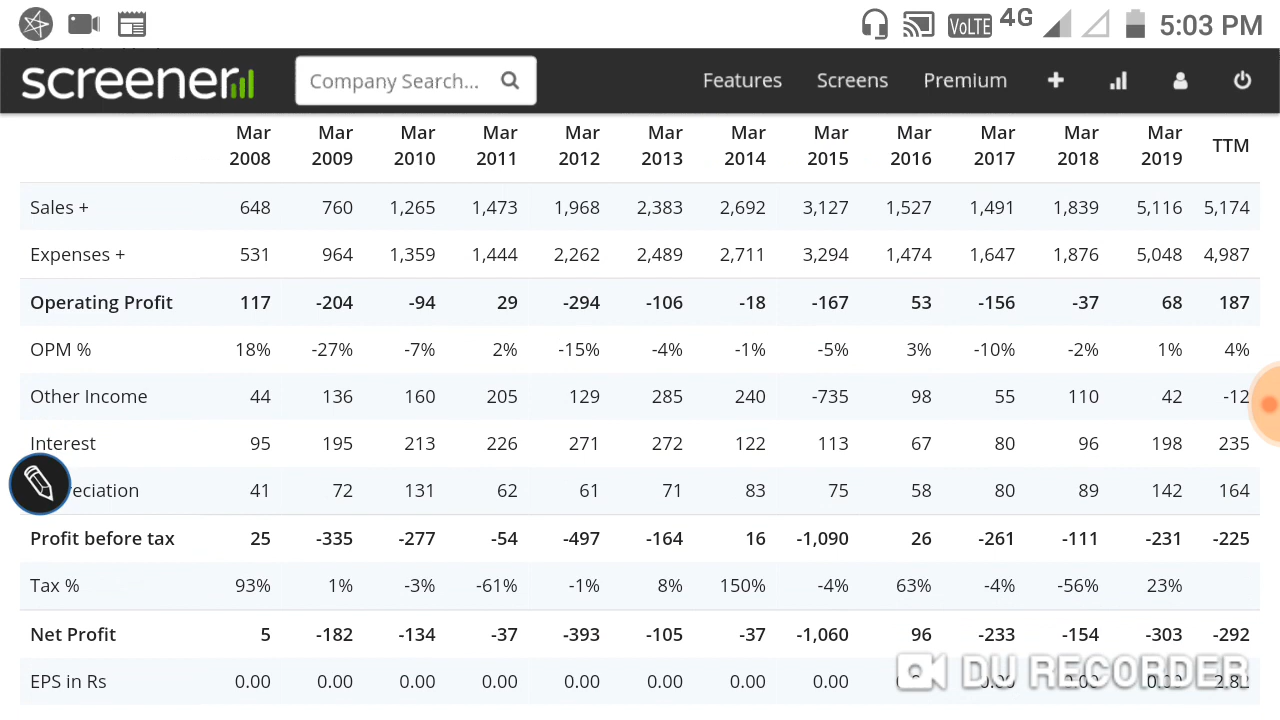 VoLTE 4G 5:03 PM
screener Company Search... Features Screens Premium
Mar 2008 Mar 2009 Mar 2010 Mar 2011 Mar 2012 Mar 2013 Mar 2014 Mar 2015 Mar 2016 Mar 2017 Mar 2018 Mar 2019 TTM
Sales + 648 760 1,265 1,473 1,968 2,383 2,692 3,127 1,527 1,491 1,839 5,116 5,174
Expenses + 531 964 1,359 1,444 2,262 2,489 2,711 3,294 1,474 1,647 1,876 5,048 4,987
Operating Profit 117 -204 -94 29 -294 -106 -18 -167 53 -156 -37 68 187
OPM % 18% -27% -7% 2% -15% -4% -1% -5% 3% -10% -2% 1% 4%
Other Income 44 136 160 205 129 285 240 -735 98 55 110 42 -12
Interest 95 195 213 226 271 272 122 113 67 80 96 198 235
eciation 41 72 131 62 61 71 83 75 58 80 89 142 164
Profit before tax 25 -335 -277 -54 -497 -164 16 -1,090 26 -261 -111 -231 -225
Tax % 93% 1% -3% -61% -1% 8% 150% -4% 63% -4% -56% 23%
Net Profit 5 -182 -134 -37 -393 -105 -37 -1,060 96 -233 -154 -303 -292
EPS in Rs 0.00 0.00 0.00 0.00 0.00 0.00 0.00 0.00
DU RECORDER